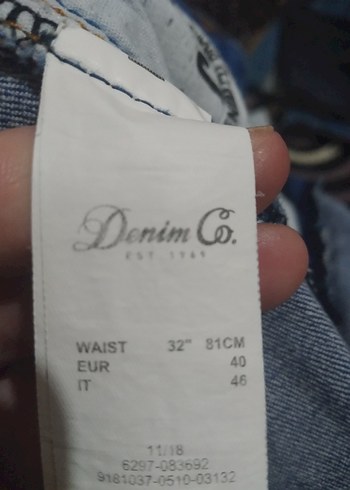 Denim Co.
EST 1969
WAIST 32" 81CM
EUR 40
IT 46
11/18
6297-083692
9181037-0510-03132